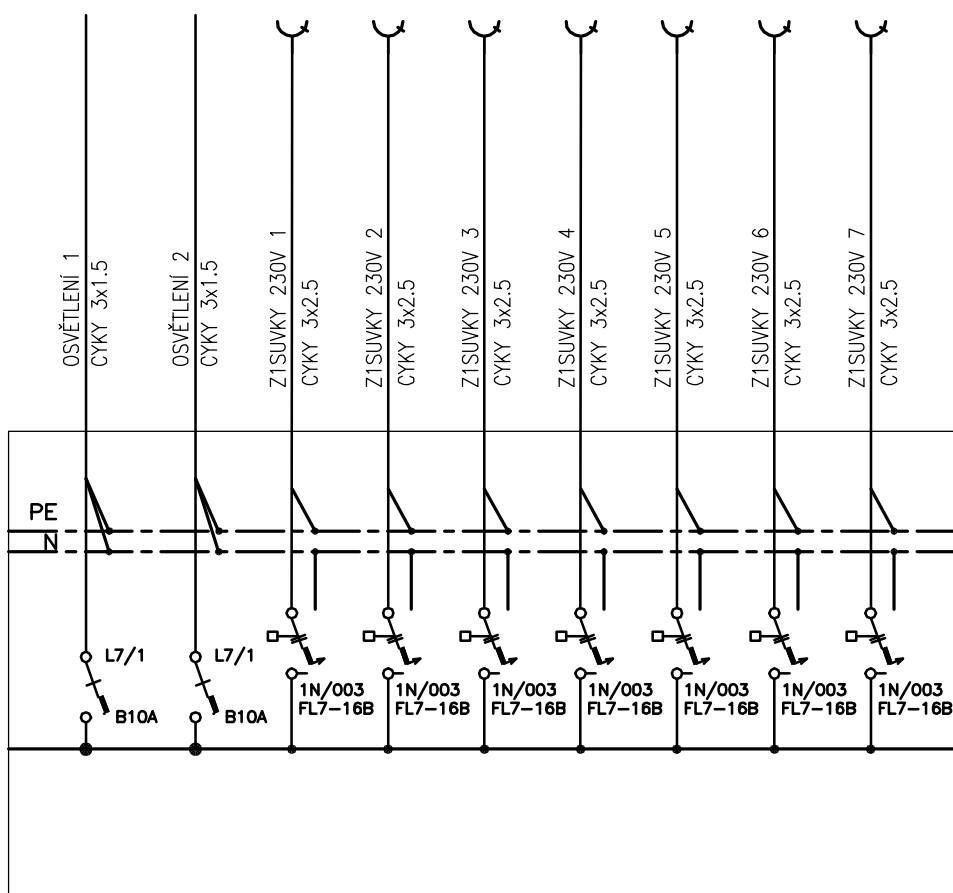 OSVĚTLENÍ 1
CYKY 3x1.5
OSVĚTLENÍ 2
CYKY 3x1.5
Z1SUVKY 230V 1
CYKY 3x2.5
Z1SUVKY 230V 2
CYKY 3x2.5
Z1SUVKY 230V 3
CYKY 3x2.5
Z1SUVKY 230V 4
CYKY 3x2.5
Z1SUVKY 230V 5
CYKY 3x2.5
Z1SUVKY 230V 6
CYKY 3x2.5
Z1SUVKY 230V 7
CYKY 3x2.5
PE
N
L7/1
B10A
L7/1
B10A
1N/003
FL7-16B
1N/003
FL7-16B
1N/003
FL7-16B
1N/003
FL7-16B
1N/003
FL7-16B
1N/003
FL7-16B
1N/003
FL7-16B